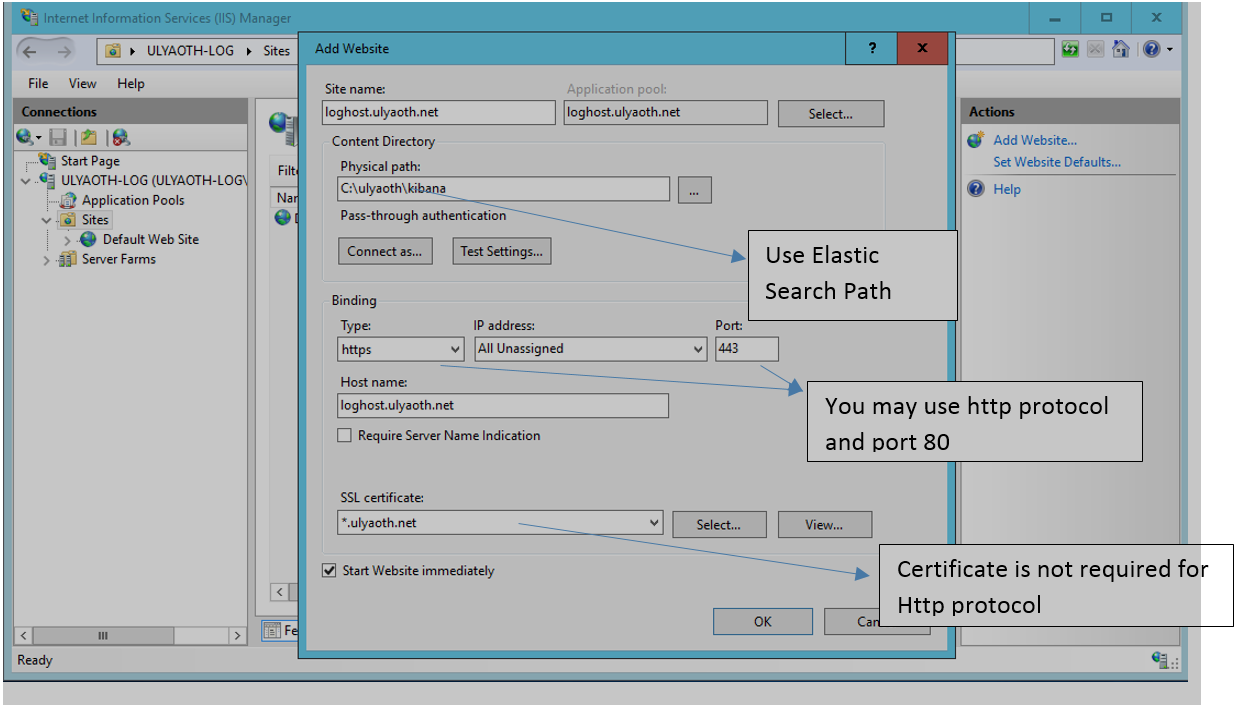 Internet Information Services (IIS) Manager
ULYAOTH-LOG Sites
File View Help
Connections
Start Page
ULYAOTH-LOG (ULYAOTH-LOG\
Application Pools
Sites
Default Web Site
Server Farms
Ready
Add Website
?
Site name:
Application pool:
loghost.ulyaoth.net
loghost.ulyaoth.net
Select...
Content Directory
Physical path:
C:\ulyaoth\kibana
...
Pass-through authentication
Connect as...
Test Settings...
Use Elastic
Search Path
Binding
Type:
IP address:
Port:
https
All Unassigned
443
Host name:
loghost.ulyaoth.net
You may use http protocol
and port 80
Require Server Name Indication
SSL certificate:
*.ulyaoth.net
Select...
View...
Certificate is not required for
Http protocol
Start Website immediately
OK
Actions
Add Website...
Set Website Defaults...
Help